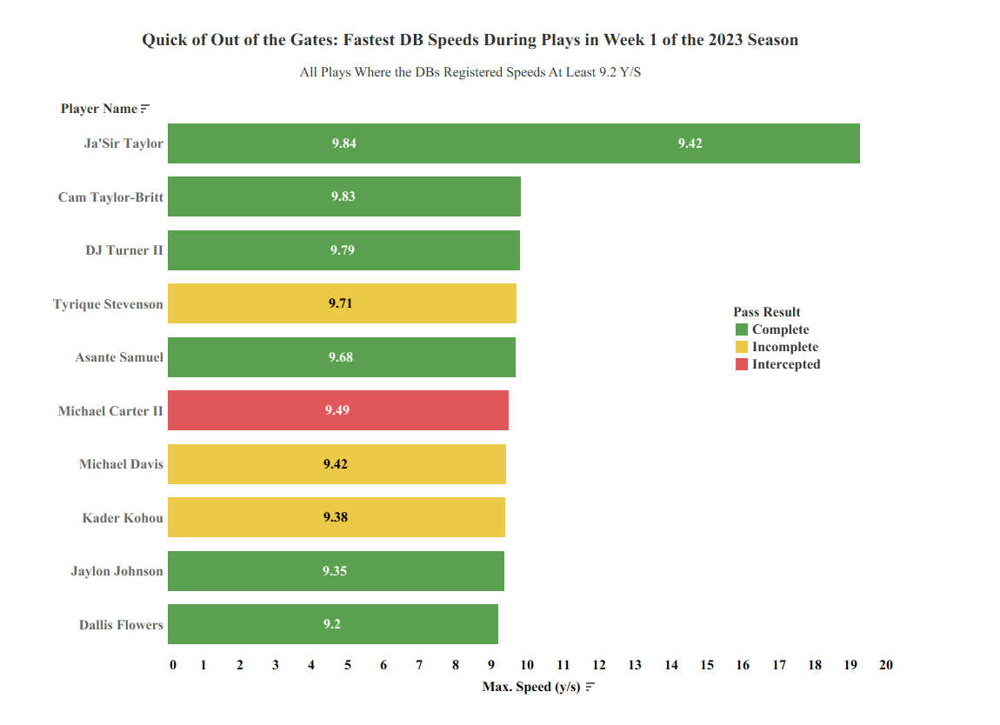 Quick of Out of the Gates: Fastest DB Speeds During Plays in Week 1 of the 2023 Season
All Plays Where the DBs Registered Speeds At Least 9.2 Y/S
Player Name
Ja'Sir Taylor 9.84 9.42
Cam Taylor-Britt 9.83
DJ Turner II 9.79
Tyrique Stevenson 9.71
Asante Samuel 9.68
Michael Carter II 9.49
Michael Davis 9.42
Kader Kohou 9.38
Jaylon Johnson 9.35
Dallis Flowers 9.2
Pass Result
Complete
Incomplete
Intercepted
0 1 2 3 4 5 6 7 8 9 10 11 12 13 14 15 16 17 18 19 20
Max. Speed (y/s)